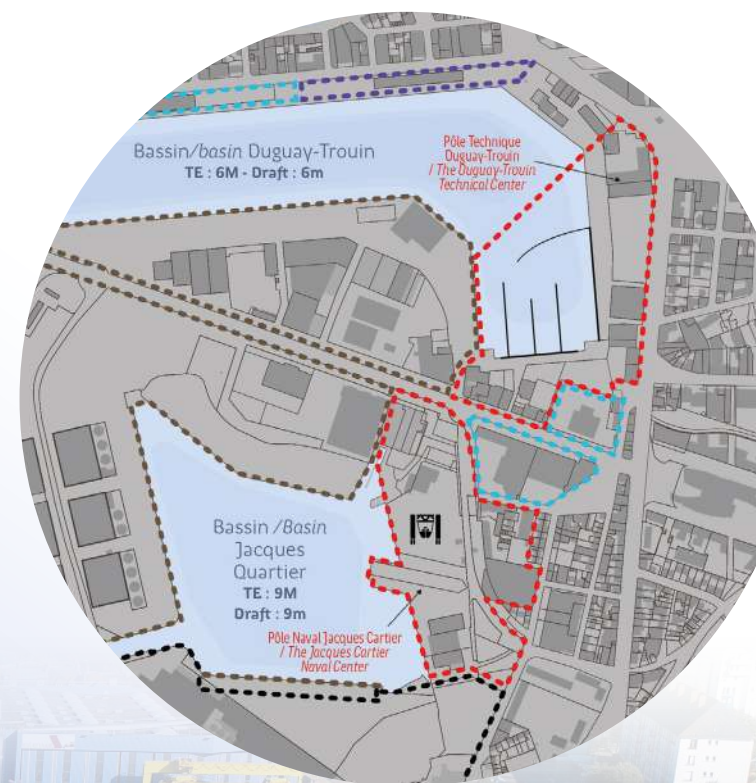 Bassin/basin Duguay-Trouin
TE : 6M - Draft : 6m
Pôle Technique
Duguay-Trouin
/ The Duguay-Trouin
Technical Center
Bassin /Basin
Jacques
Quartier
TE : 9M
Draft : 9m
Pôle Naval Jacques Cartier
/ The Jacques Cartier
Naval Center